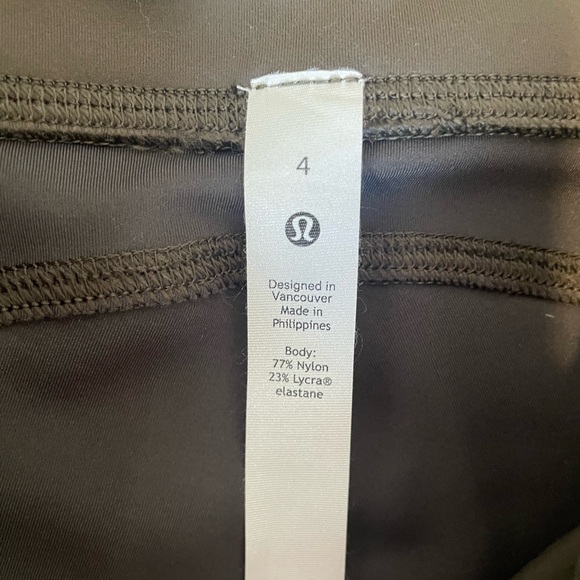 4
Designed in
Vancouver
Made in
Philippines
Body:
77% Nylon
23% Lycra®
elastane